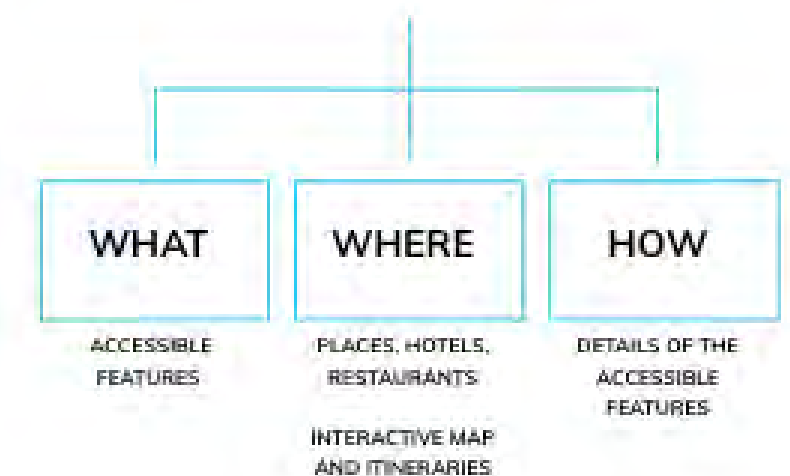 WHAT
WHERE
HOW
ACCESSIBLE
FEATURES
PLACES, HOTELS,
RESTAURANTS
INTERACTIVE MAP
AND ITINERARIES
DETAILS OF THE
ACCESSIBLE
FEATURES